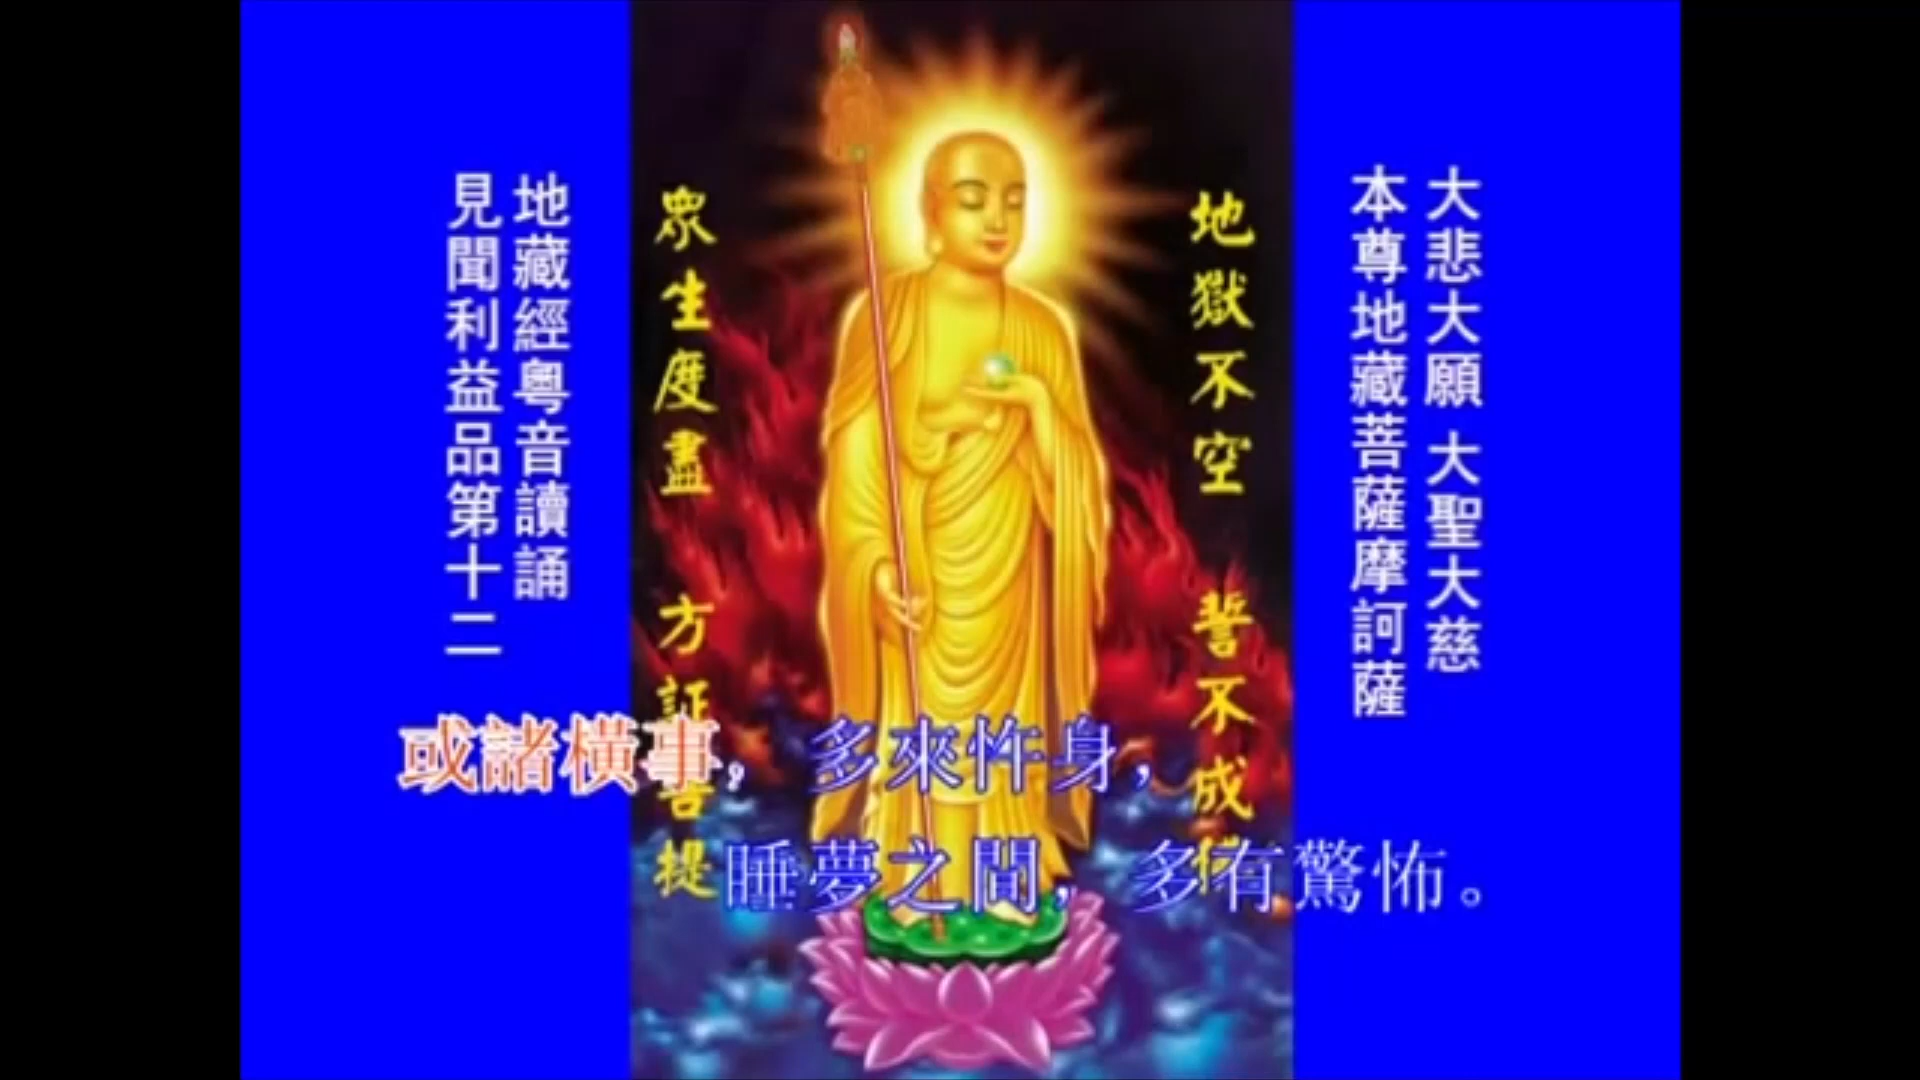 大悲大願 大聖大慈
本尊地藏菩薩摩訶薩
地獄不空 誓不成佛
眾生度盡 方証菩提
地藏經粵音讀誦
見聞利益品第十二
或諸橫事，多來忤身，
睡夢之間，多有驚怖。